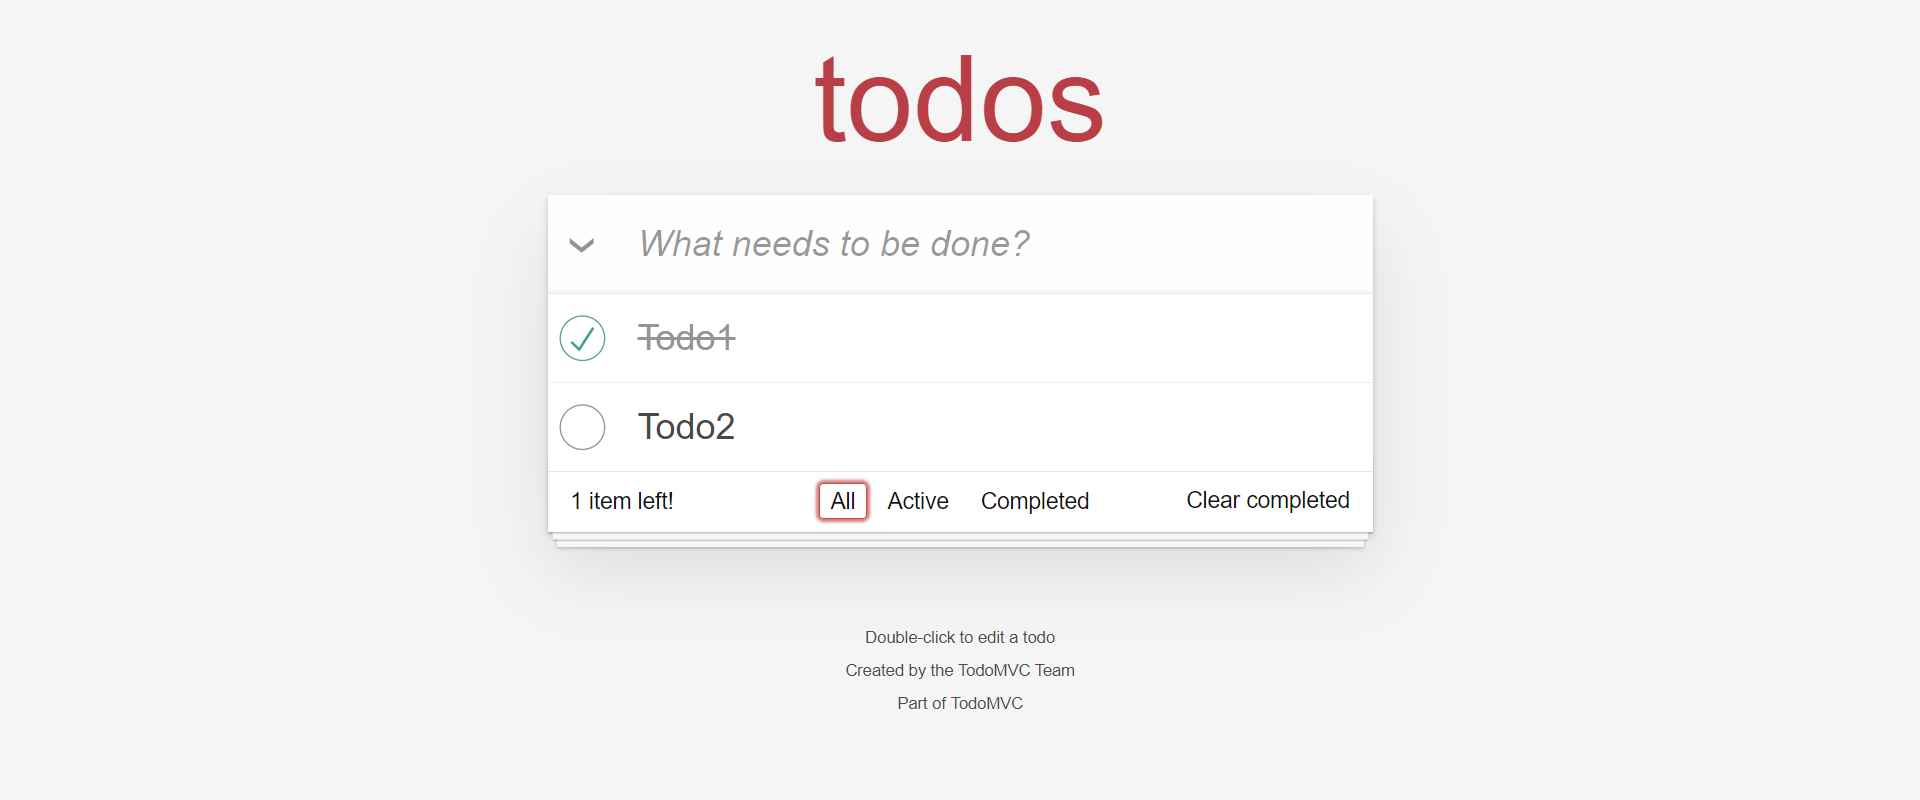 todos
What needs to be done?
Todo1
Todo2
1 item left! All Active Completed Clear completed
Double-click to edit a todo
Created by the TodoMVC Team
Part of TodoMVC